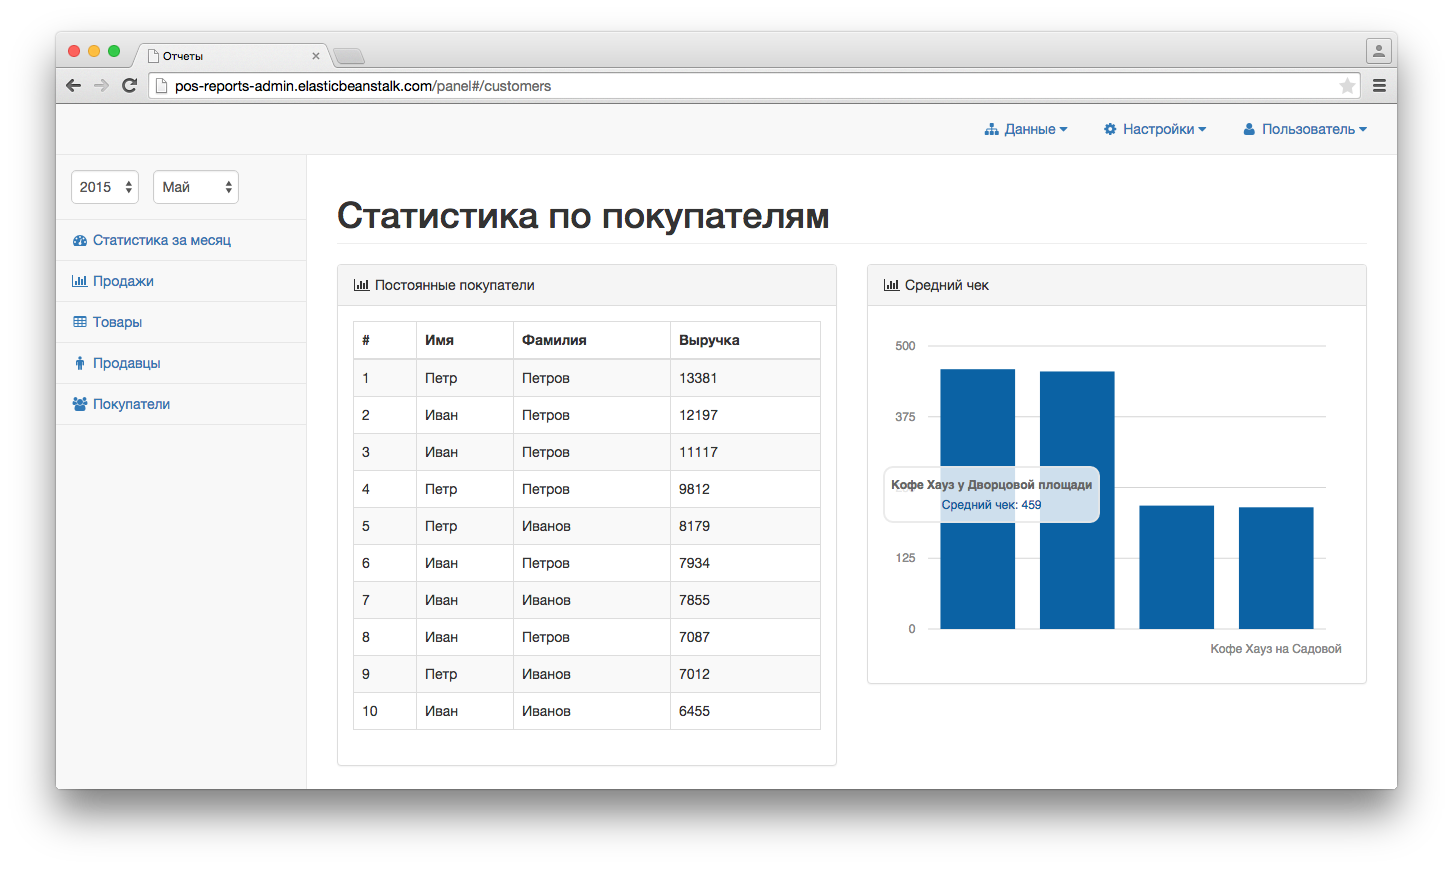 Отчеты
pos-reports-admin.elasticbeanstalk.com/panel#/customers
Данные Настройки Пользователь
2015 Май
Статистика за месяц
Продажи
Товары
Продавцы
Покупатели
Статистика по покупателям
Постоянные покупатели
# Имя Фамилия Выручка
1 Петр Петров 13381
2 Иван Петров 12197
3 Иван Петров 11117
4 Петр Петров 9812
5 Петр Иванов 8179
6 Иван Петров 7934
7 Иван Иванов 7855
8 Иван Петров 7087
9 Петр Иванов 7012
10 Иван Иванов 6455
Средний чек
500
375
Кофе Хауз у Дворцовой площади
Средний чек: 459
125
0
Кофе Хауз на Садовой